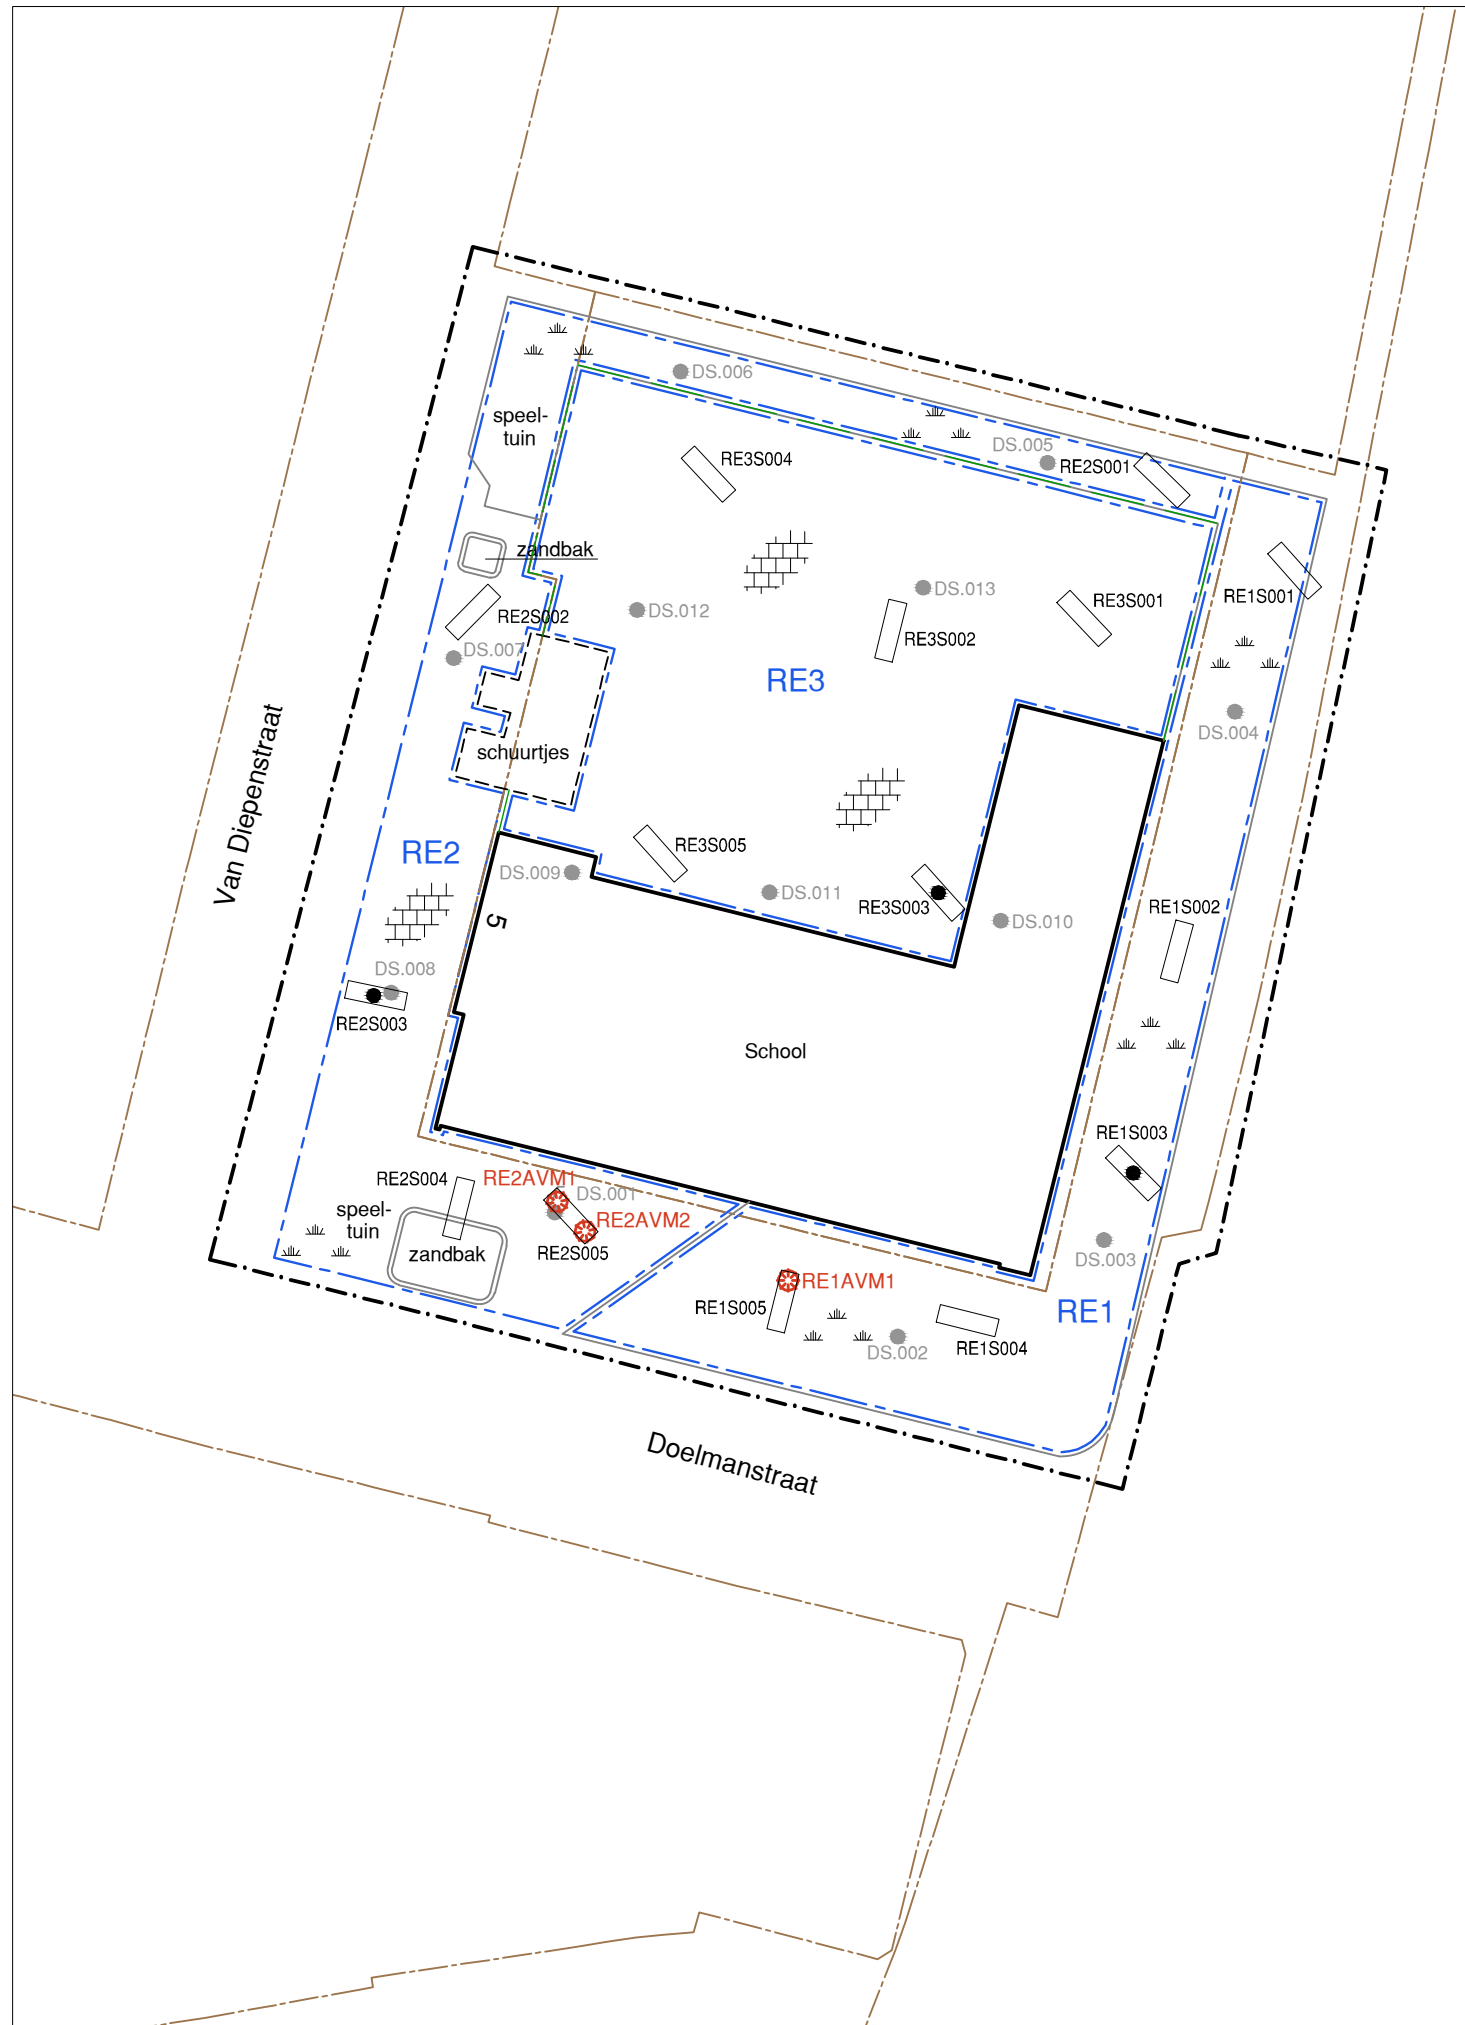 DS.006
speel-
tuin
DS.005
RE2S001
RE3S004
zandbak
RE1S001
DS.013
RE3S001
DS.012
RE2S002
RE3S002
DS.007
RE3
DS.004
schuurtjes
Van Diepenstraat
RE3S005
RE2
DS.009
DS.011
RE3S003
RE1S002
5
DS.010
DS.008
RE2S003
School
RE1S003
RE2S004
RE2AVM1
DS.001
speel-
tuin
RE2AVM2
zandbak
RE2S005
DS.003
RE1AVM1
RE1S005
RE1
DS.002
RE1S004
Doelmanstraat